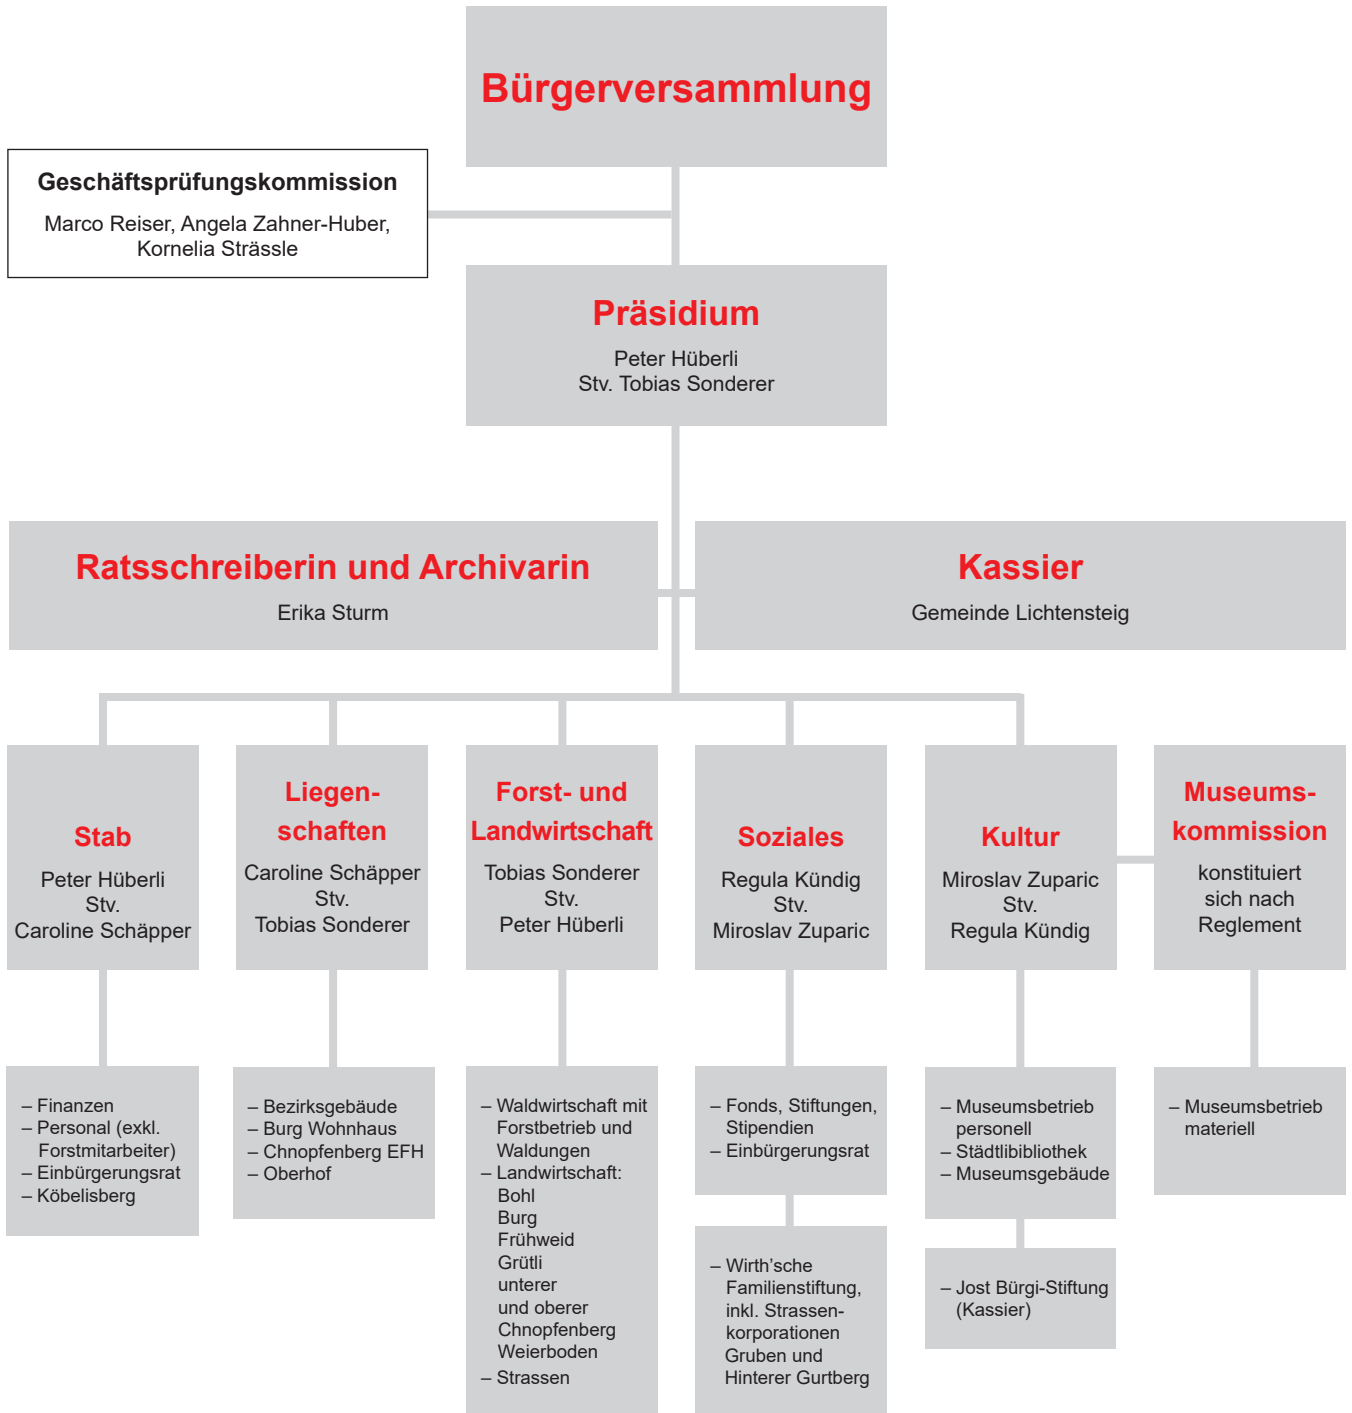 Bürgerversammlung
Geschäftsprüfungskommission
Marco Reiser, Angela Zahner-Huber,
Kornelia Strässle
Präsidium
Peter Hüberli
Stv. Tobias Sonderer
Ratsschreiberin und Archivarin
Erika Sturm
Kassier
Gemeinde Lichtensteig
Stab
Peter Hüberli
Stv.
Caroline Schäpper
Liegen-
schaften
Caroline Schäpper
Stv.
Tobias Sonderer
Forst- und
Landwirtschaft
Tobias Sonderer
Stv.
Peter Hüberli
Soziales
Regula Kündig
Stv.
Miroslav Zuparic
Kultur
Miroslav Zuparic
Stv.
Regula Kündig
Museums-
kommission
konstituiert
sich nach
Reglement
– Finanzen
– Personal (exkl.
Forstmitarbeiter)
– Einbürgerungsrat
– Köbelisberg
– Bezirksgebäude
– Burg Wohnhaus
– Chnopfenberg EFH
– Oberhof
– Waldwirtschaft mit
Forstbetrieb und
Waldungen
– Landwirtschaft:
Bohl
Burg
Frühweid
Grütli
unterer
und oberer
Chnopfenberg
Weierboden
– Strassen
– Fonds, Stiftungen,
Stipendien
– Einbürgerungsrat
– Wirth’sche
Familienstiftung,
inkl. Strassen-
korporationen
Gruben und
Hinterer Gurtberg
– Museumsbetrieb
personell
– Städtlibibliothek
– Museumsgebäude
– Jost Bürgi-Stiftung
(Kassier)
– Museumsbetrieb
materiell